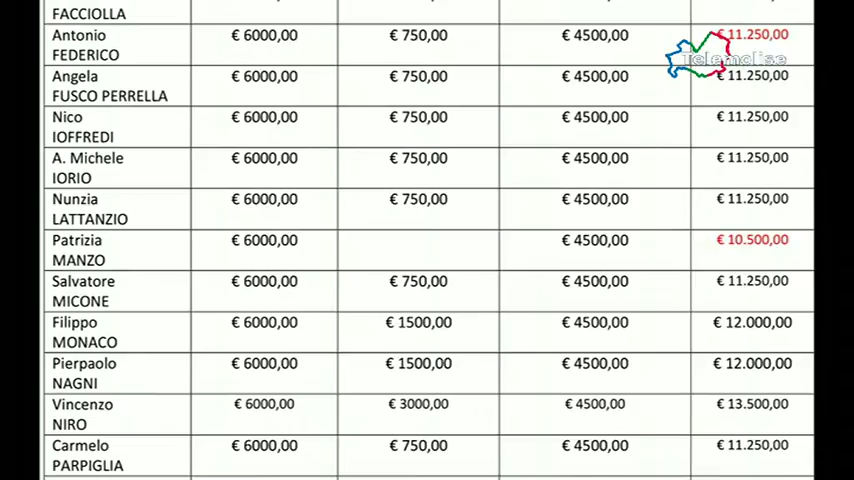 FACCIOLLA
Antonio € 6000,00 € 750,00 € 4500,00 € 11.250,00
FEDERICO
Telemolise
Angela € 6000,00 € 750,00 € 4500,00 € 11.250,00
FUSCO PERRELLA
Nico € 6000,00 € 750,00 € 4500,00 € 11.250,00
IOFFREDI
A. Michele € 6000,00 € 750,00 € 4500,00 € 11.250,00
IORIO
Nunzia € 6000,00 € 750,00 € 4500,00 € 11.250,00
LATTANZIO
Patrizia € 6000,00 € 4500,00 € 10.500,00
MANZO
Salvatore € 6000,00 € 750,00 € 4500,00 € 11.250,00
MICONE
Filippo € 6000,00 € 1500,00 € 4500,00 € 12.000,00
MONACO
Pierpaolo € 6000,00 € 1500,00 € 4500,00 € 12.000,00
NAGNI
Vincenzo € 6000,00 € 3000,00 € 4500,00 € 13.500,00
NIRO
Carmelo € 6000,00 € 750,00 € 4500,00 € 11.250,00
PARPIGLIA